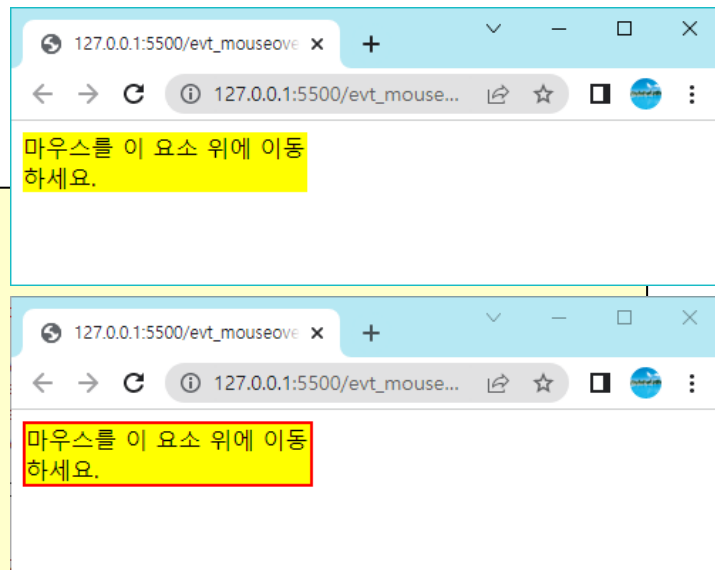 127.0.0.1:5500/evt_mouseove
127.0.0.1:5500/evt_mouse...
마우스를 이 요소 위에 이동
하세요.
127.0.0.1:5500/evt_mouseove
127.0.0.1:5500/evt_mouse...
마우스를 이 요소 위에 이동
하세요.